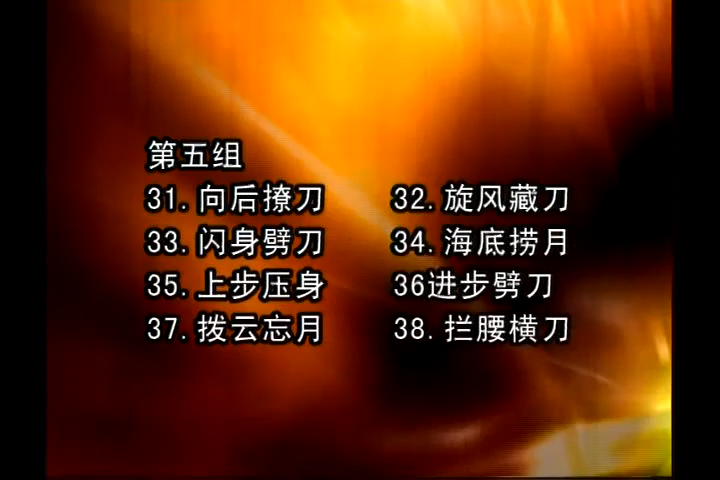 第五组
31.向后撩刀 32.旋风藏刀
33.闪身劈刀 34.海底捞月
35.上步压身 36进步劈刀
37.拨云忘月 38.拦腰横刀